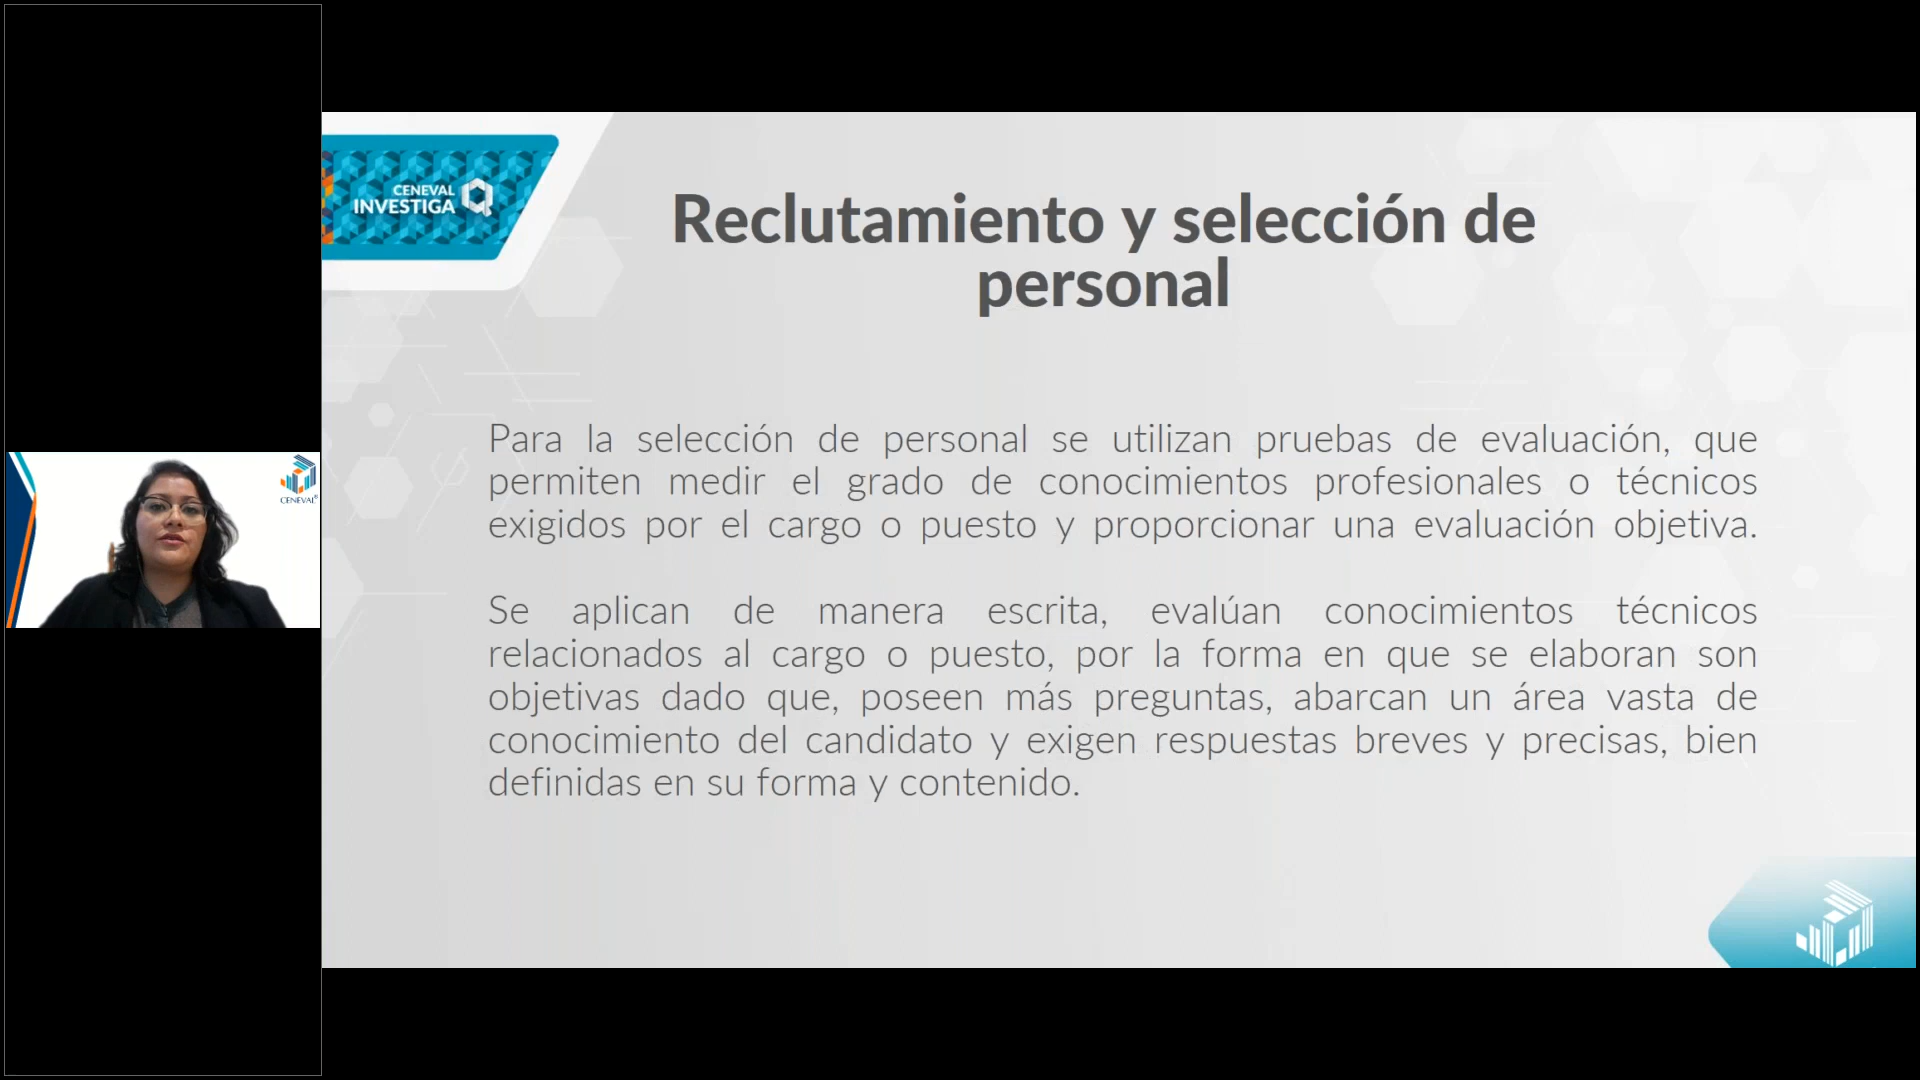 CENEVAL
INVESTIGA
Reclutamiento y selección de
personal
Para la selección de personal se utilizan pruebas de evaluación, que
permiten medir el grado de conocimientos profesionales o técnicos
exigidos por el cargo o puesto y proporcionar una evaluación objetiva.
Se aplican de manera escrita, evalúan conocimientos técnicos
relacionados al cargo o puesto, por la forma en que se elaboran son
objetivas dado que, poseen más preguntas, abarcan un área vasta de
conocimiento del candidato y exigen respuestas breves y precisas, bien
definidas en su forma y contenido.
CENEVAL®